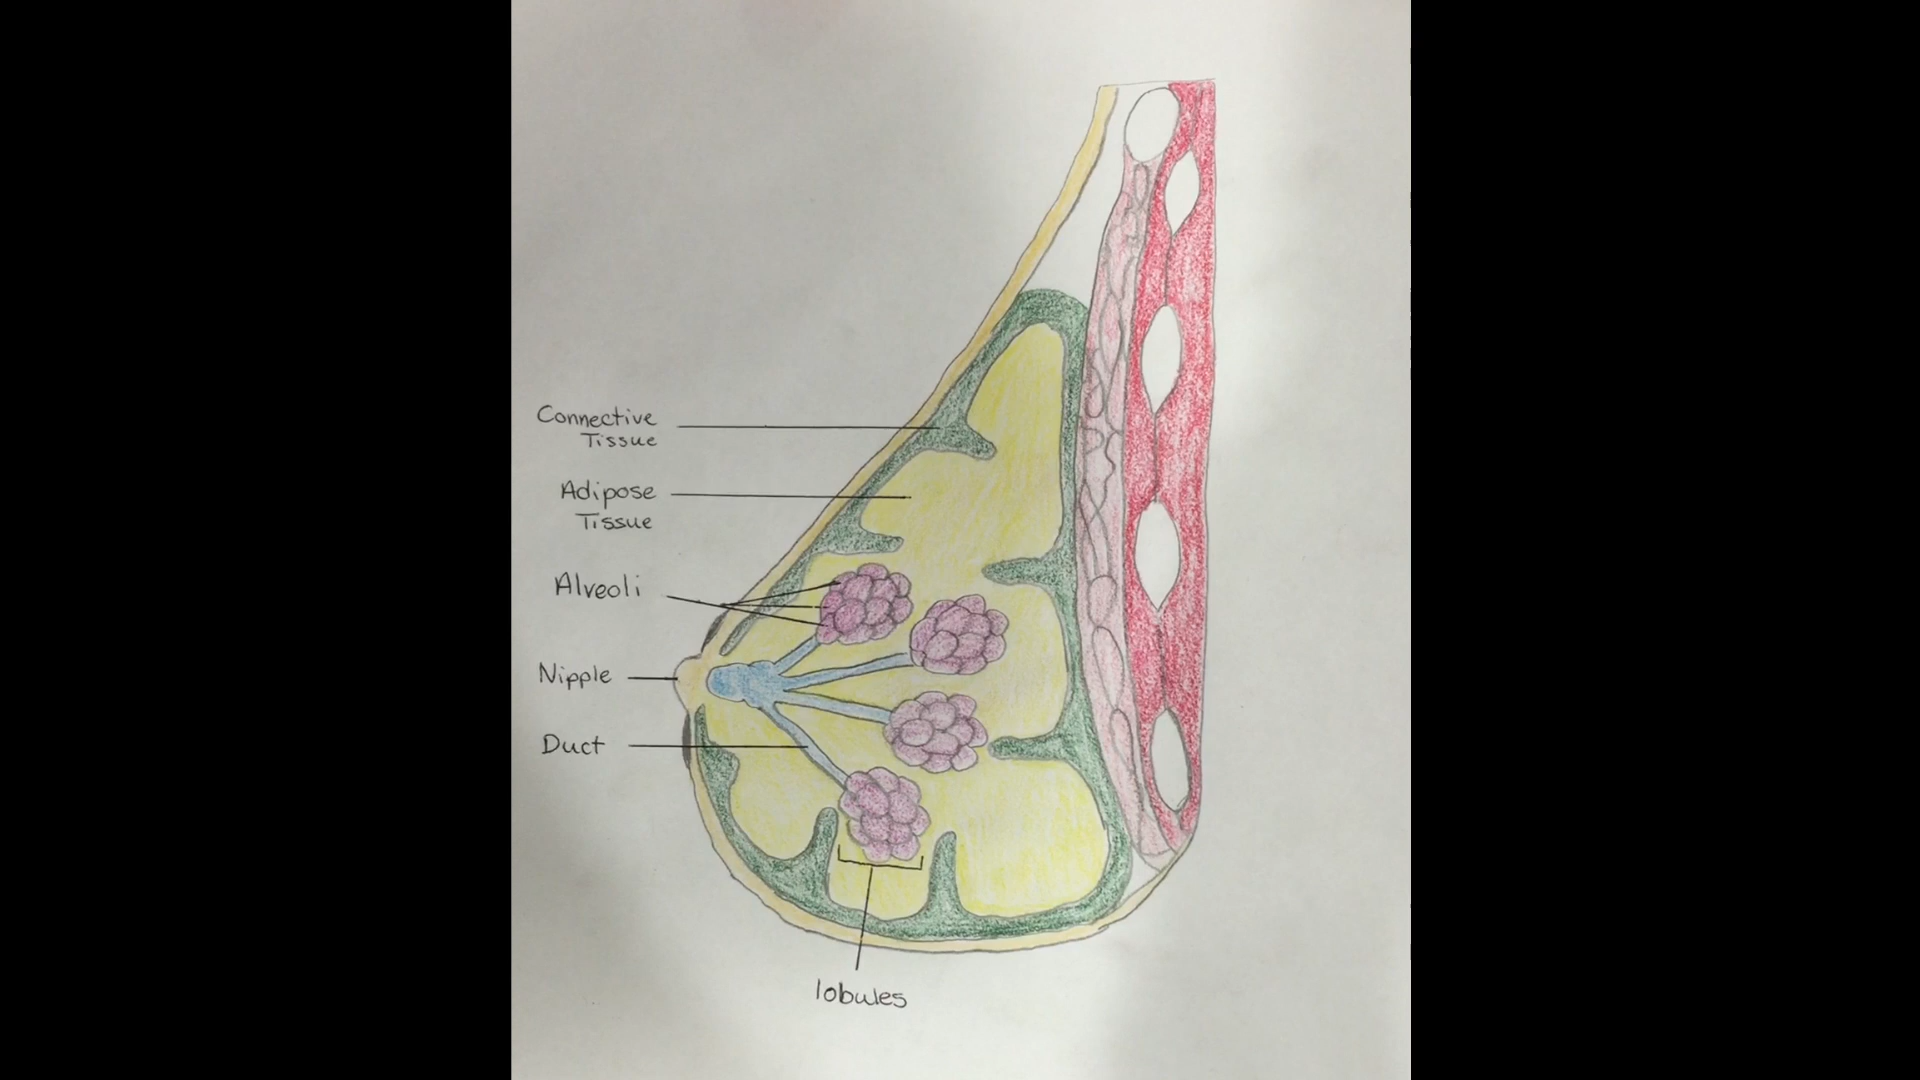 Connective
Tissue
Adipose
Tissue
Alveoli
Nipple
Duct
lobules